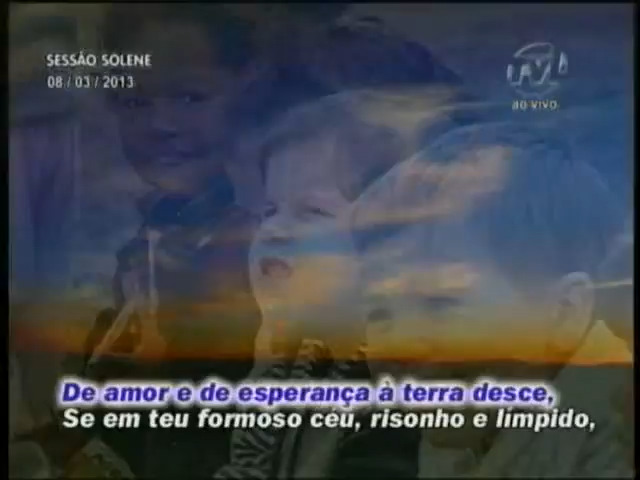 SESSÃO SOLENE
08 / 03 / 2013
AO VIVO
De amor e de esperança à terra desce,
Se em teu formoso céu, risonho e límpido,